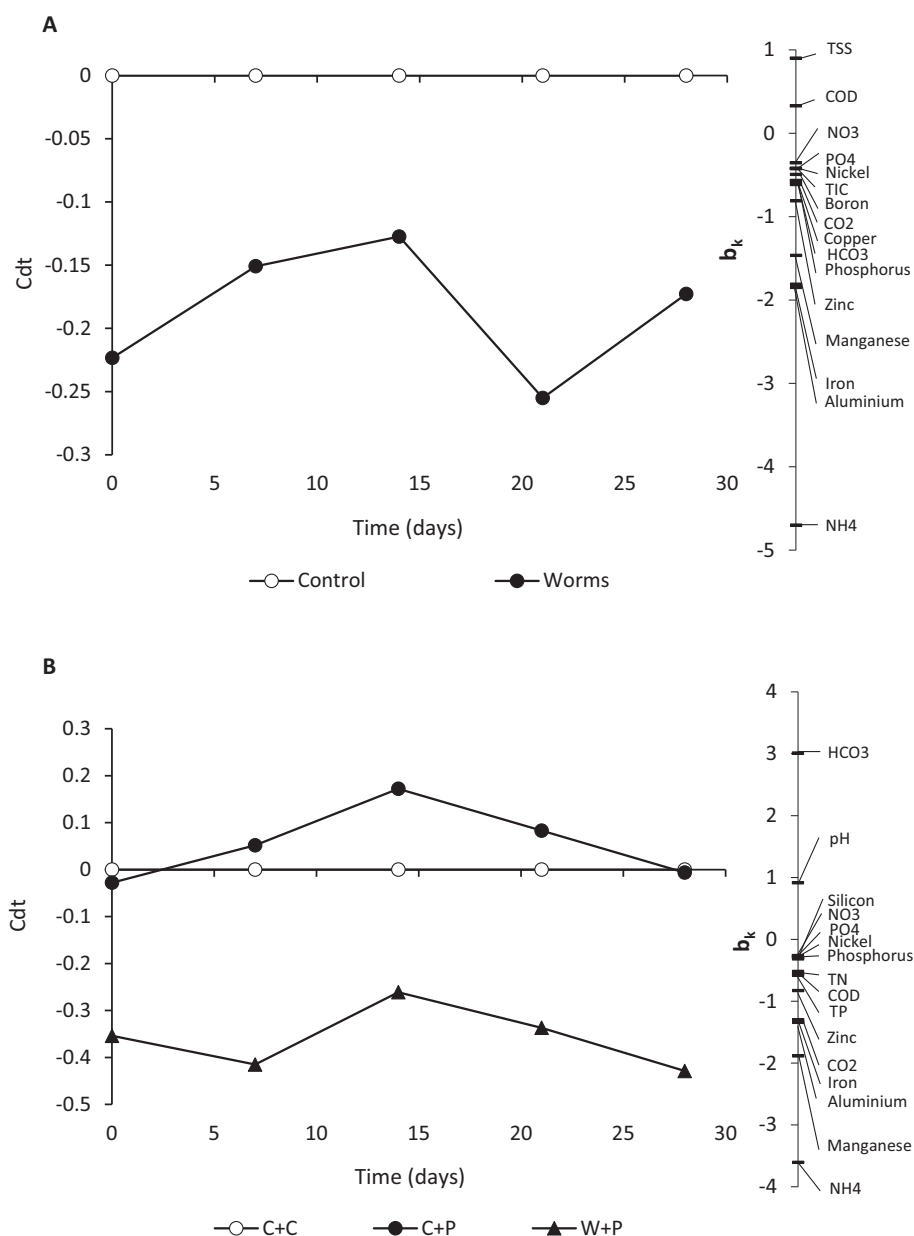 A
0
-0.05
-0.1
-0.15
-0.2
-0.25
-0.3
Cdt
0 5 10 15 20 25 30
Time (days)
Control Worms
1
0
-1
-2
-3
-4
-5
bk
TSS
COD
NO3
PO4
Nickel
TIC
Boron
CO2
Copper
HCO3
Phosphorus
Zinc
Manganese
Iron
Aluminium
NH4
B
0.3
0.2
0.1
0
-0.1
-0.2
-0.3
-0.4
-0.5
Cdt
0 5 10 15 20 25 30
Time (days)
C+C C+P W+P
4
3
2
1
0
-1
-2
-3
-4
bk
HCO3
pH
Silicon
NO3
PO4
Nickel
Phosphorus
TN
COD
TP
Zinc
CO2
Iron
Aluminium
Manganese
NH4